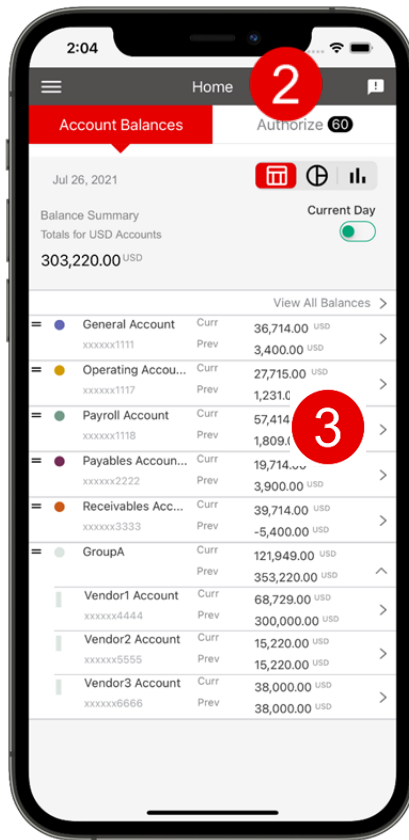 2:04
Home
2
Account Balances
Authorize 60
Jul 26, 2021
Balance Summary
Current Day
Totals for USD Accounts
303,220.00 USD
View All Balances
General Account Curr 36,714.00 USD
xxxxxx1111 Prev 3,400.00 USD
Operating Accou... Curr 27,715.00 USD
xxxxxx1117 Prev 1,231.0
Payroll Account Curr 57,414
xxxxxx1118 Prev 1,809.0
3
Payables Accoun... Curr 19,714
xxxxxx2222 Prev 3,900.00 USD
Receivables Acc... Curr 39,714.00 USD
xxxxxx3333 Prev -5,400.00 USD
GroupA Curr 121,949.00 USD
Prev 353,220.00 USD
Vendor1 Account Curr 68,729.00 USD
xxxxxx4444 Prev 300,000.00 USD
Vendor2 Account Curr 15,220.00 USD
xxxxxx5555 Prev 15,220.00 USD
Vendor3 Account Curr 38,000.00 USD
xxxxxx6666 Prev 38,000.00 USD